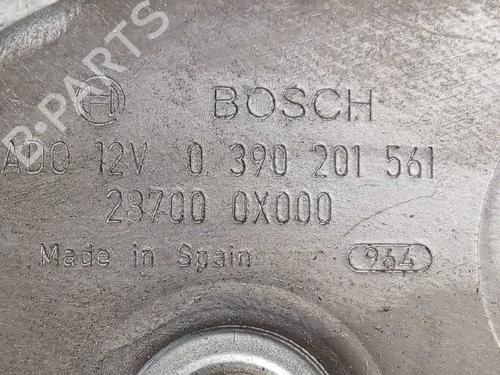 B-PARTS
BOSCH
ADO 12V 0 390 201 561
28700 0X000
Made in Spain 964